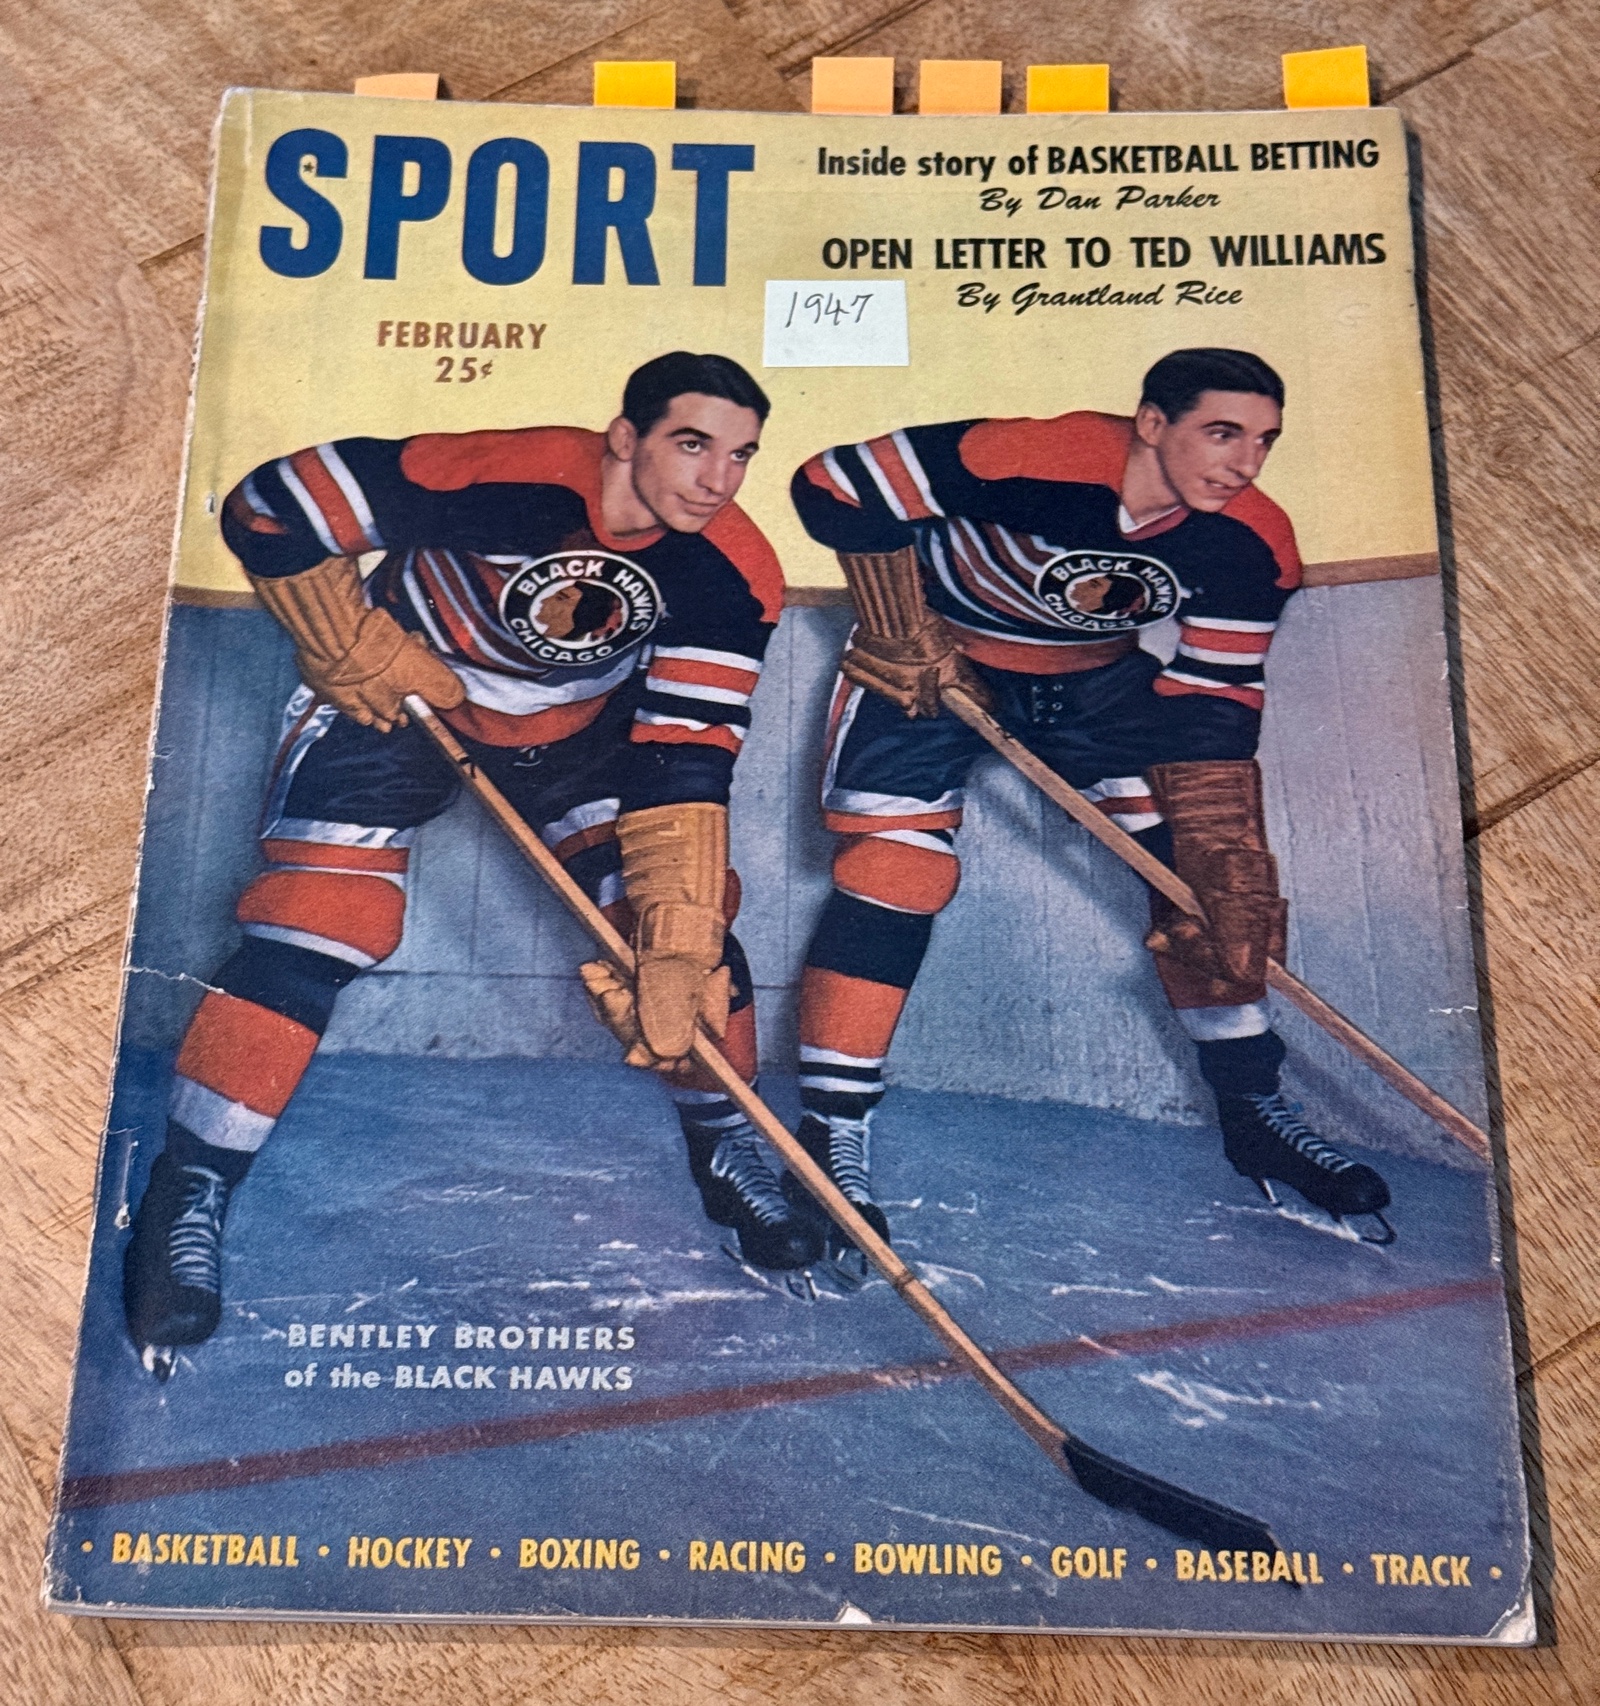 SPORT
Inside story of BASKETBALL BETTING
By Dan Parker
OPEN LETTER TO TED WILLIAMS
By Grantland Rice
1947
FEBRUARY
25¢
BLACK HAWKS
CHICAGO
BLACK HAWKS
CHICAGO
BENTLEY BROTHERS
of the BLACK HAWKS
• BASKETBALL • HOCKEY • BOXING • RACING • BOWLING • GOLF • BASEBALL • TRACK •